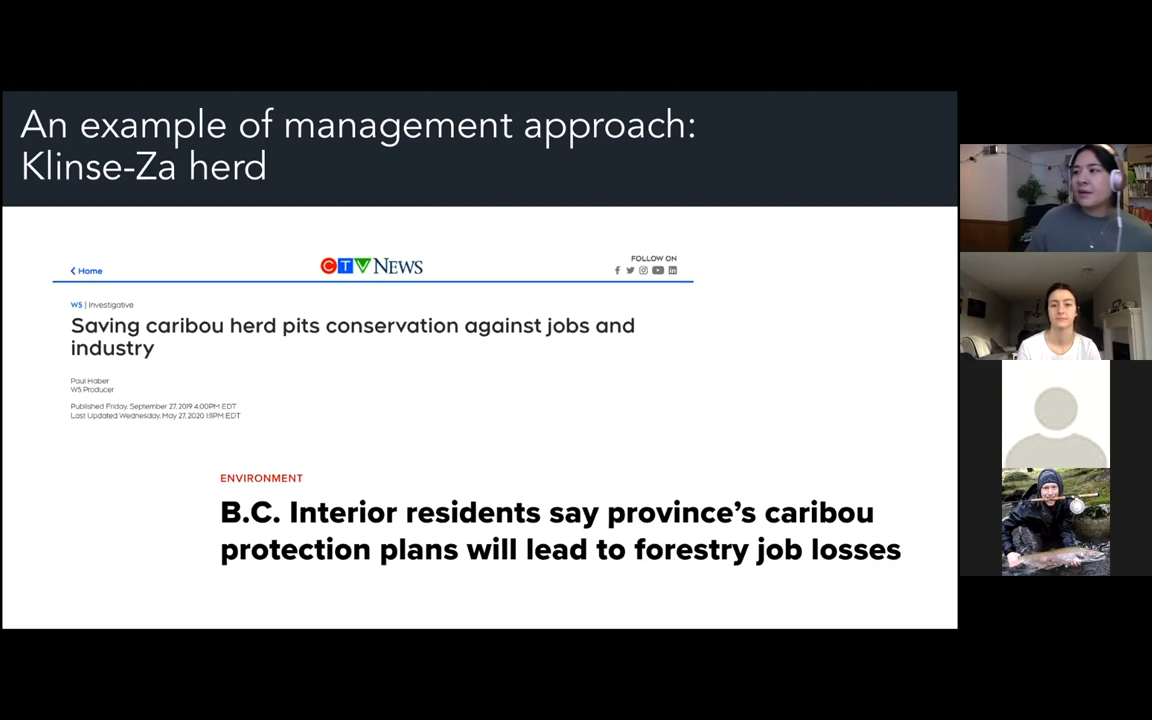 An example of management approach:
Klinse-Za herd
FOLLOW ON
Home
CTV NEWS
W5 | Investigative
Saving caribou herd pits conservation against jobs and
industry
Paul Haber
W5 Producer
Published Friday, September 27, 2019 4:00PM EDT
Last Updated Wednesday, May 27, 2020 1:11PM EDT
ENVIRONMENT
B.C. Interior residents say province’s caribou
protection plans will lead to forestry job losses